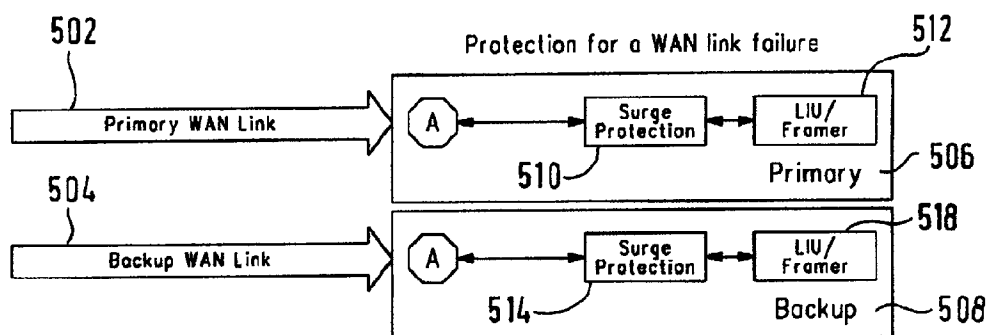 502
Protection for a WAN link failure
512
Primary WAN Link
A
Surge
Protection
LIU/
Framer
510
Primary
506
504
518
Backup WAN Link
A
Surge
Protection
LIU/
Framer
514
Backup
508